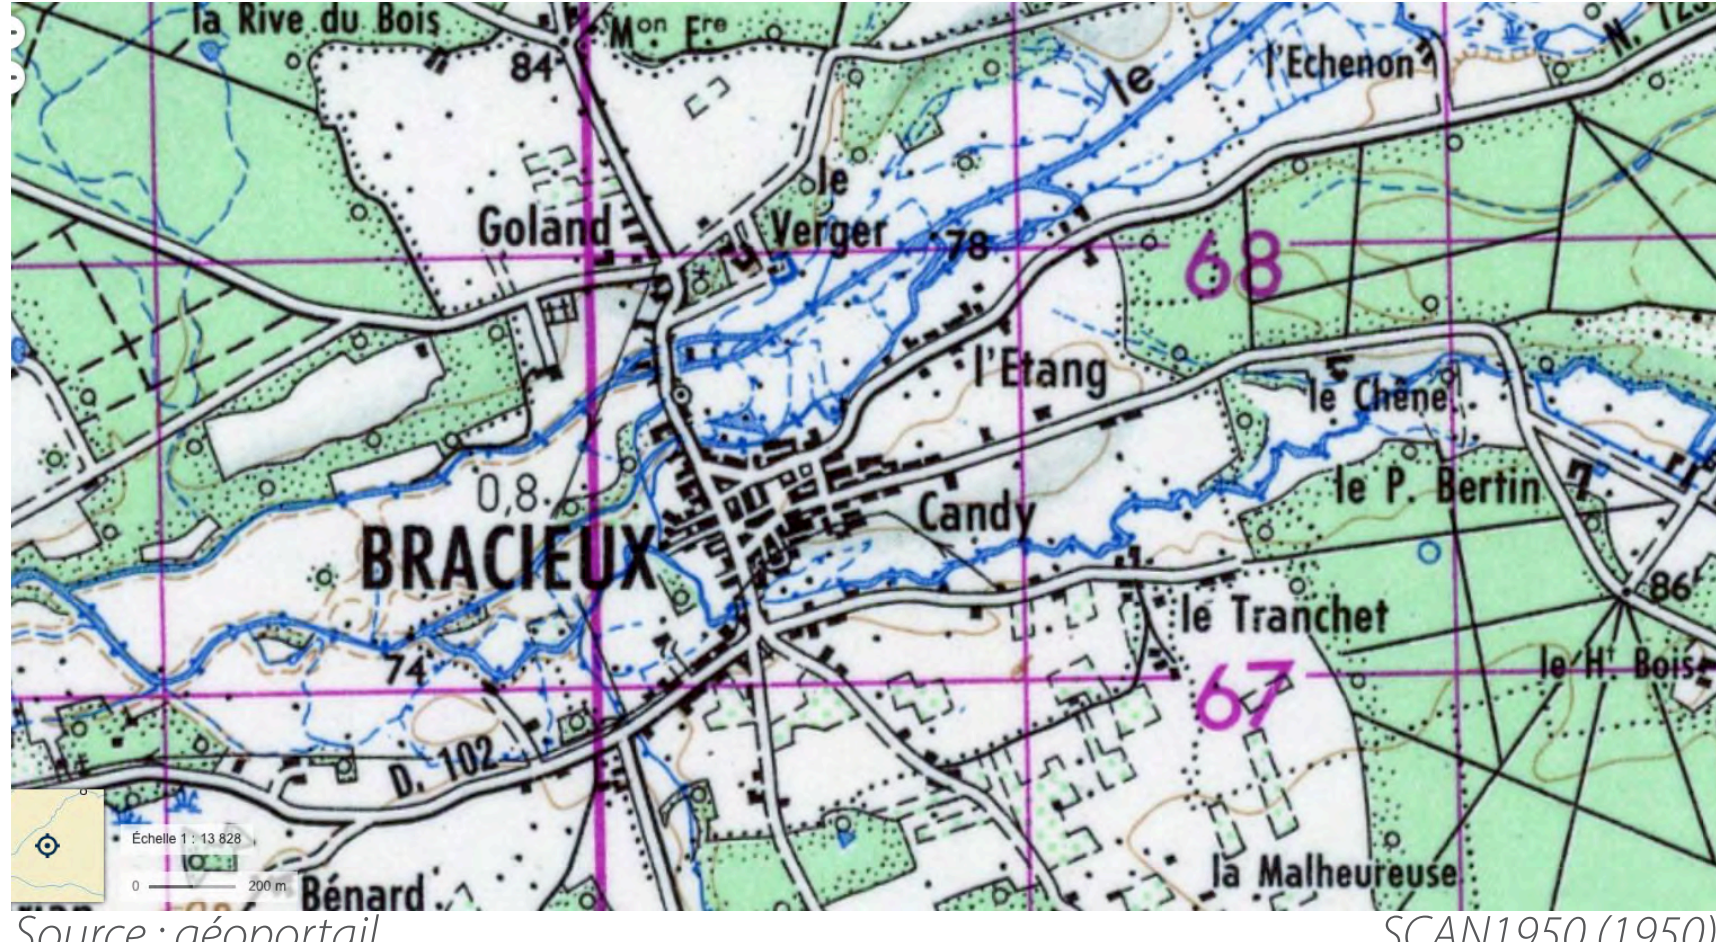 la Rive du Bois
Mon Fre
84
le
l'Echenon
N.
le
Verger
Goland
78
68
l'Etang
le Chêne
0,8
BRACIEUX
Candy
le P. Bertin
86
le Tranchet
le Ht Bois
74
67
D. 102
Échelle 1 : 13 828
0 200 m
Bénard
la Malheureuse
Source : géoportail
SCAN1950 (1950)